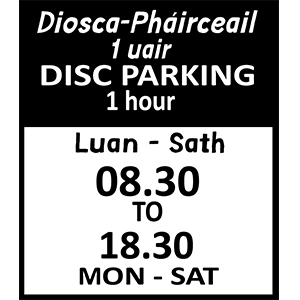 Diosca-Pháirceail
1 uair
DISC PARKING
1 hour
Luan - Sath
08.30
TO
18.30
MON - SAT